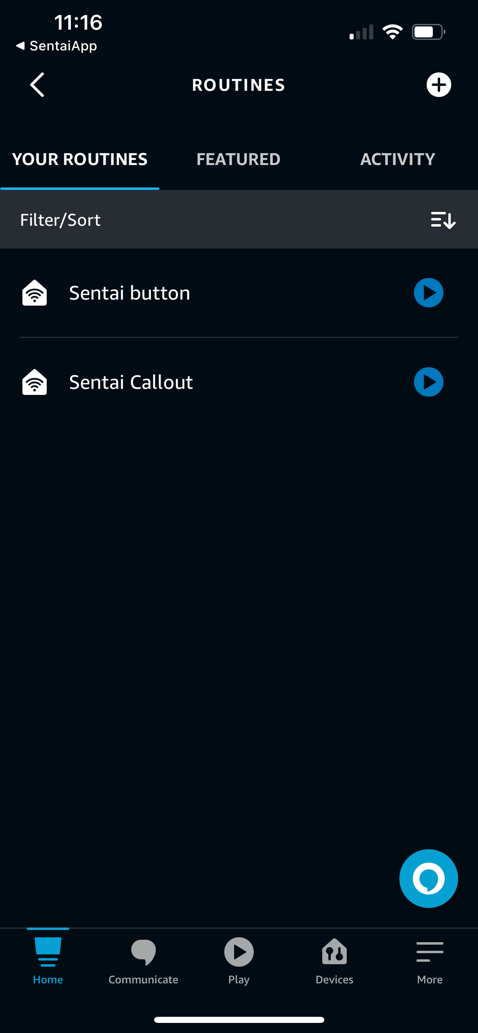 11:16
◀ SentaiApp
ROUTINES
YOUR ROUTINES FEATURED ACTIVITY
Filter/Sort
Sentai button
Sentai Callout
Home Communicate Play Devices More